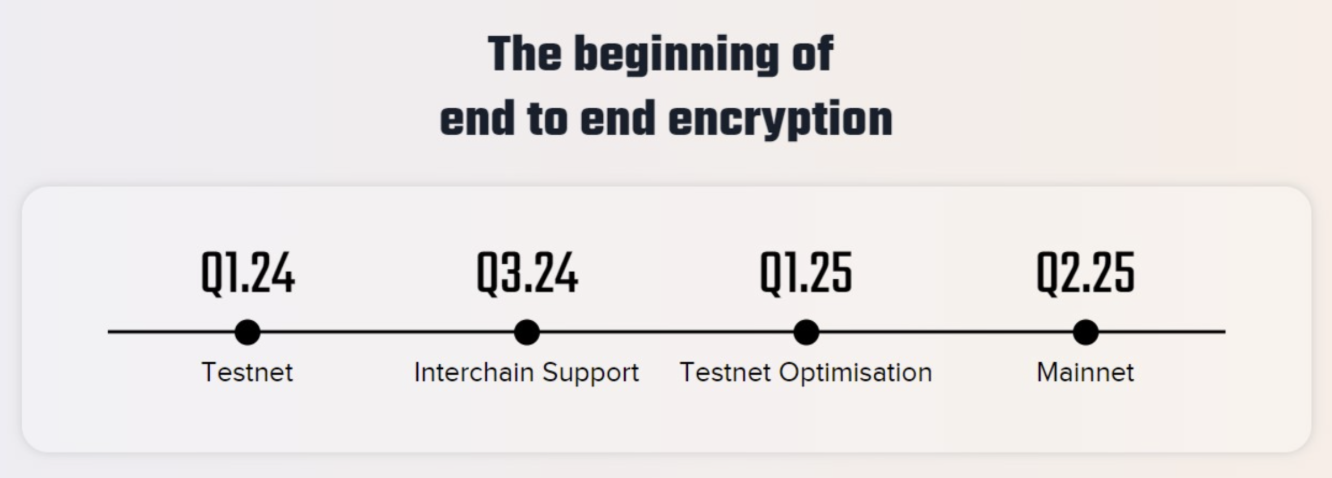 The beginning of
end to end encryption
Q1.24 Q3.24 Q1.25 Q2.25
Testnet Interchain Support Testnet Optimisation Mainnet